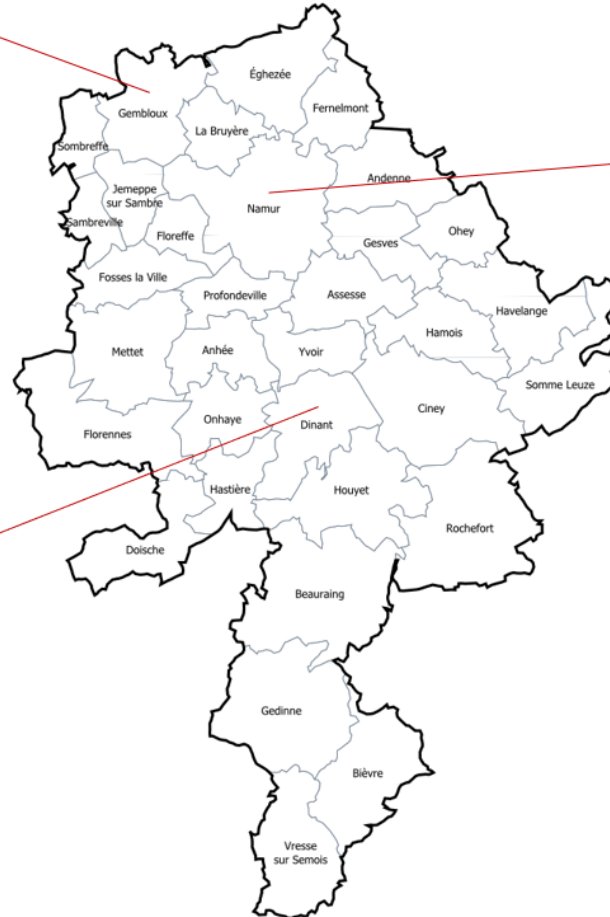 Éghezée
Fernelmont
Gembloux
La Bruyère
Sombreffe
Andenne
Jemeppe
sur Sambre
Namur
Sambreville
Floreffe
Gesves
Ohey
Fosses la Ville
Profondeville
Assesse
Havelange
Hamois
Mettet
Anhée
Yvoir
Somme Leuze
Ciney
Onhaye
Dinant
Florennes
Hastière
Houyet
Rochefort
Doische
Beauraing
Gedinne
Bièvre
Vresse
sur Semois